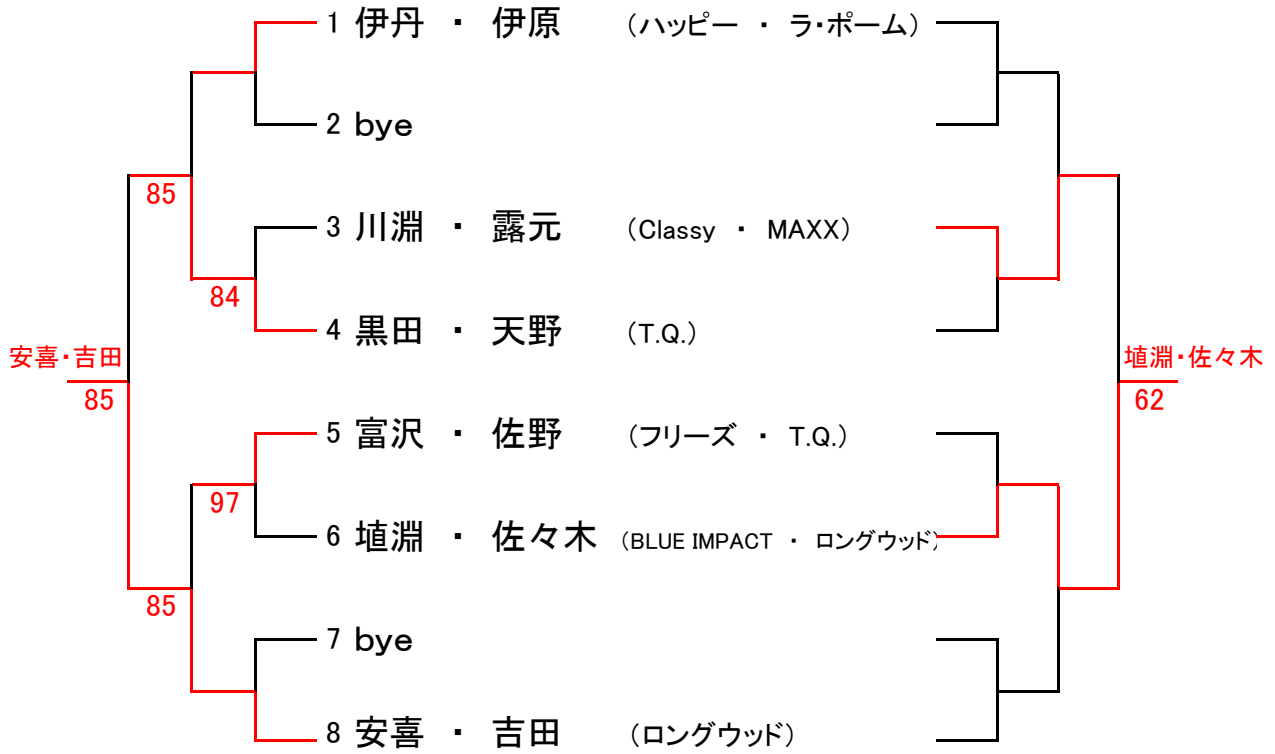 1 伊丹 ・ 伊原 （ハッピー ・ ラ・ポーム）
2 bye
85
3 川淵 ・ 露元 （Classy ・ MAXX）
84
4 黒田 ・ 天野 （T.Q.）
安喜・吉田
埴淵・佐々木
85
62
5 富沢 ・ 佐野 （フリーズ ・ T.Q.）
97
6 埴淵 ・ 佐々木 （BLUE IMPACT ・ ロングウッド）
85
7 bye
8 安喜 ・ 吉田 （ロングウッド）